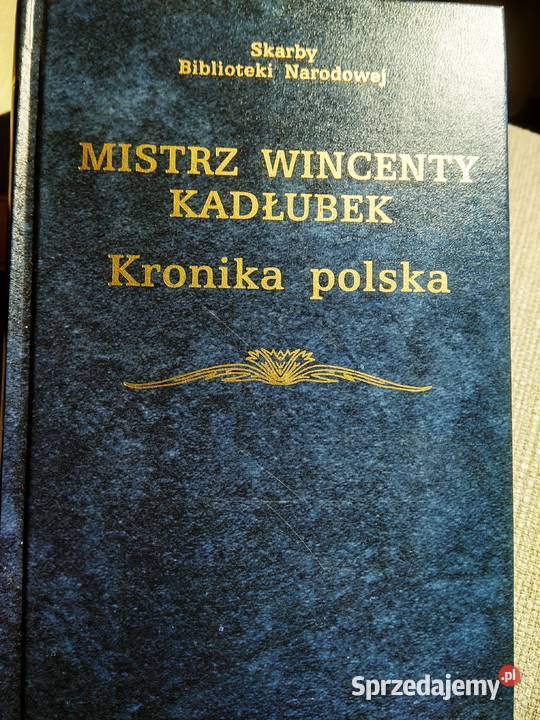 Skarby
Biblioteki Narodowej
MISTRZ WINCENTY
KADŁUBEK
Kronika polska
Sprzedajemy.pl